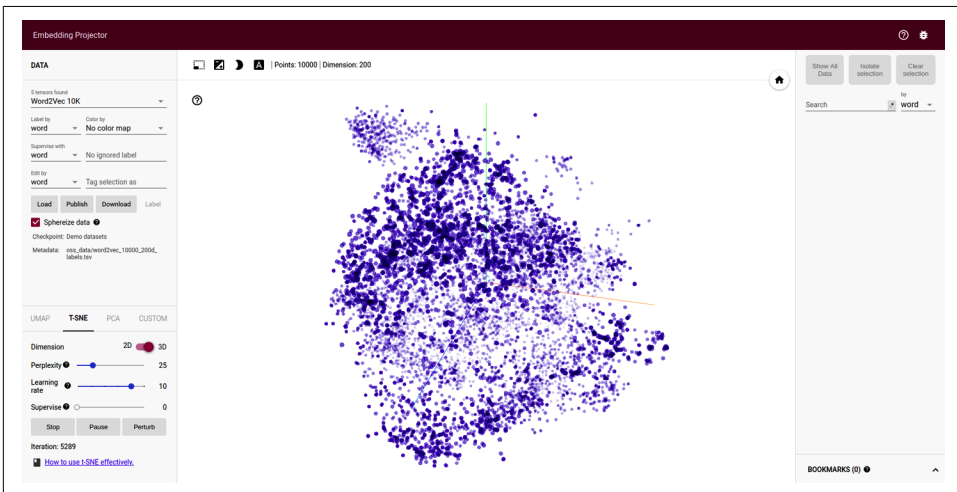 Embedding Projector
DATA
5 tensors found
Word2Vec 10K
Label by
Color by
word
No color map
Supervise with
word
No ignored label
Edit by
word
Tag selection as
Load
Publish
Download
Label
Sphereize data
Checkpoint: Demo datasets
Metadata: oss_data/word2vec_10000_200d_
labels.tsv
UMAP
T-SNE
PCA
CUSTOM
Dimension
2D
3D
Perplexity
25
Learning
rate
10
Supervise
0
Stop
Pause
Perturb
Iteration: 5289
How to use t-SNE effectively.
A
| Points: 10000 | Dimension: 200
Show All
Data
Isolate
selection
Clear
selection
Search
.*
by
word
BOOKMARKS (0)